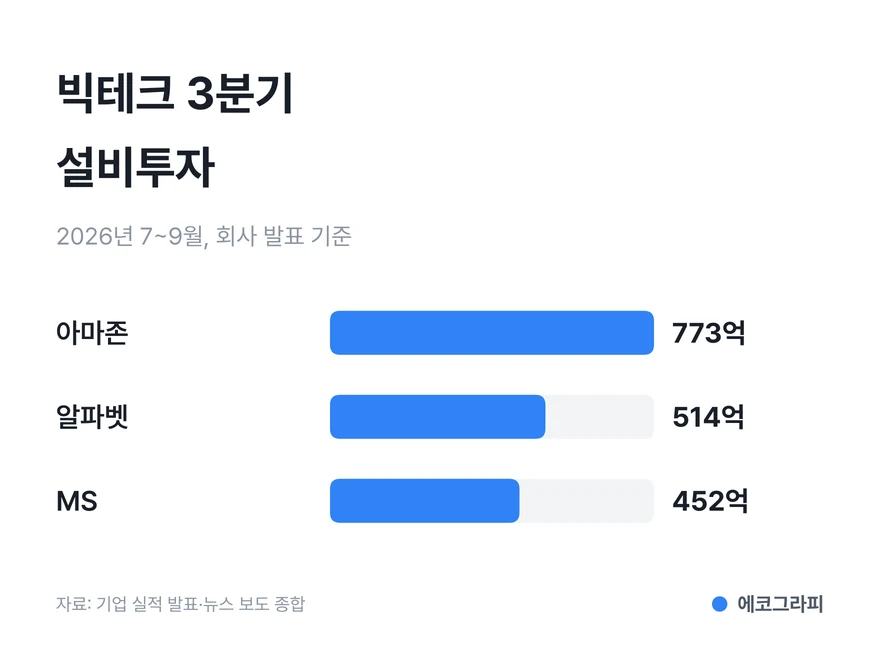 빅테크 3분기
설비투자
2026년 7~9월, 회사 발표 기준
아마존 773억
알파벳 514억
MS 452억
자료: 기업 실적 발표·뉴스 보도 종합
에코그라피